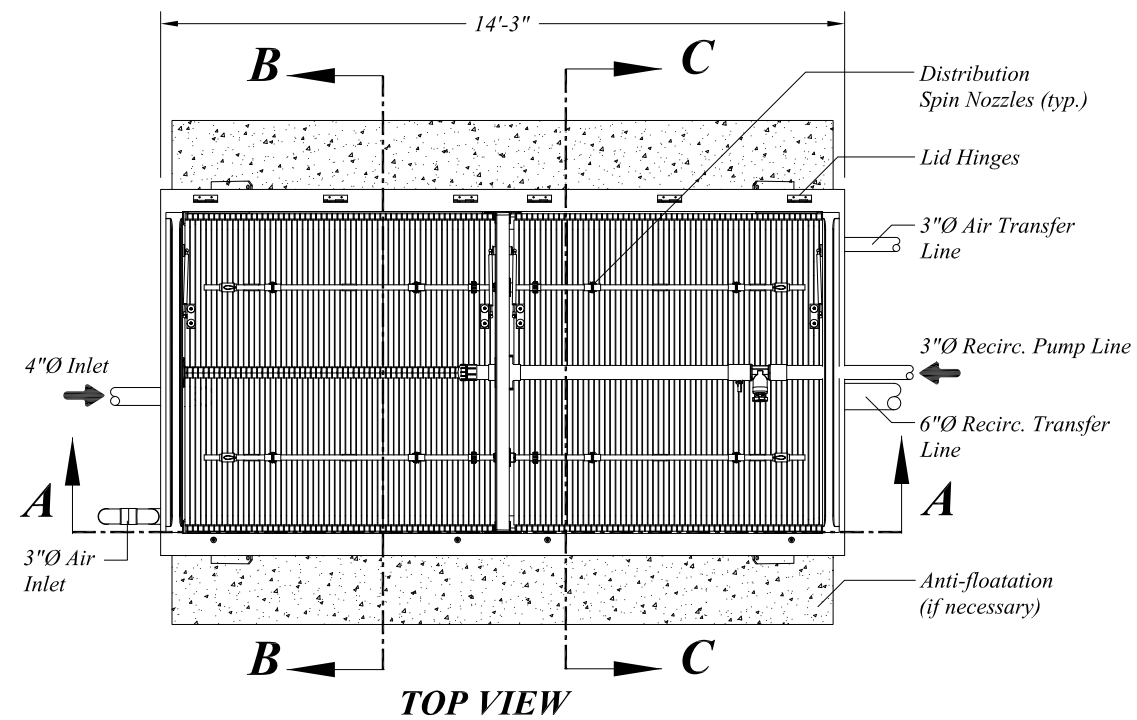 14'-3"
B
C
Distribution
Spin Nozzles (typ.)
Lid Hinges
3"Ø Air Transfer
Line
4"Ø Inlet
3"Ø Recirc. Pump Line
6"Ø Recirc. Transfer
Line
A
A
3"Ø Air
Inlet
Anti-floatation
(if necessary)
B
C
TOP VIEW